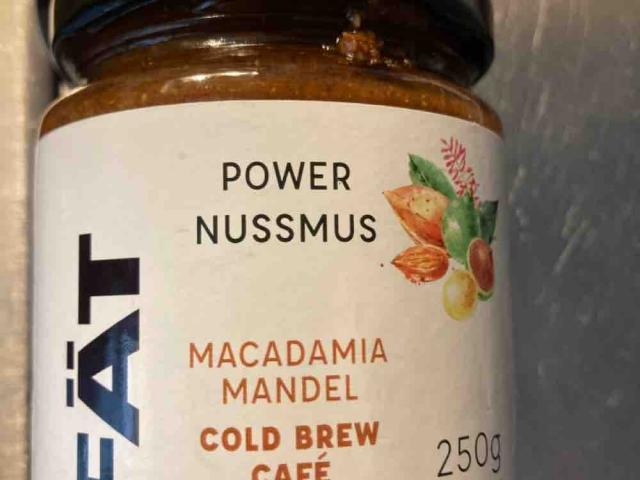 POWER
NUSSMUS
MACADAMIA
MANDEL
COLD BREW
CAFÉ
250g